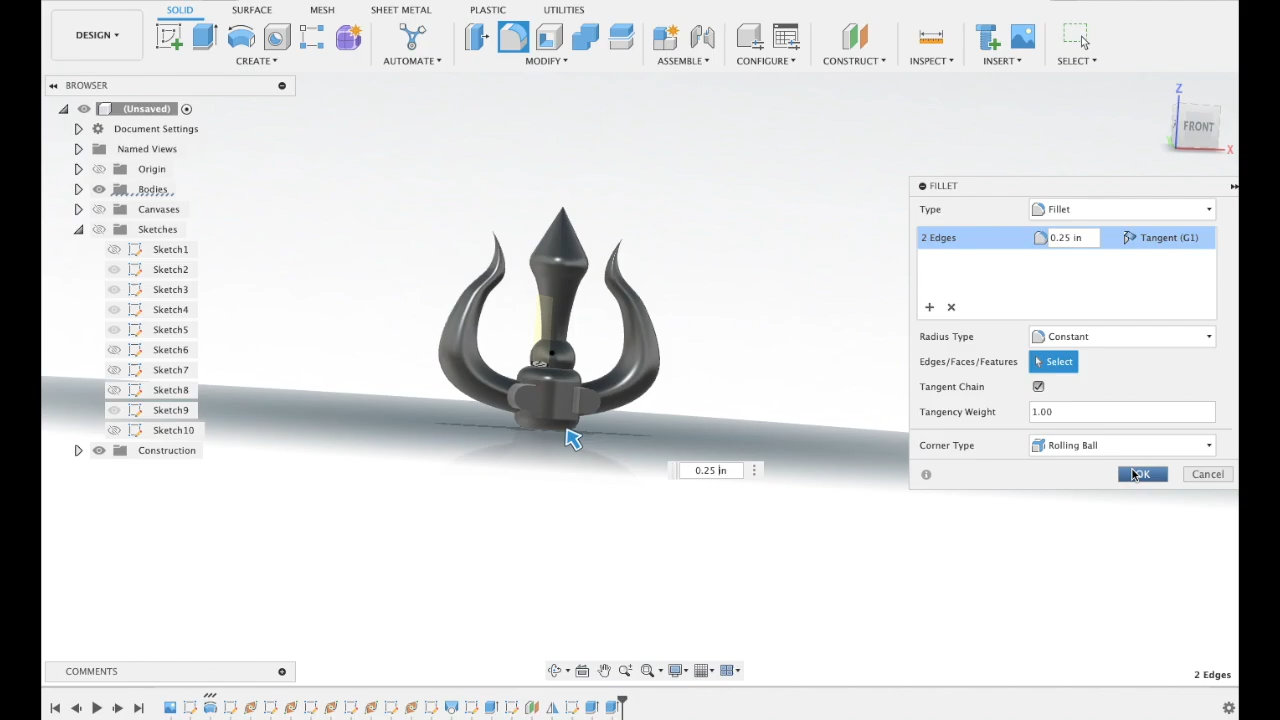 SOLID SURFACE MESH SHEET METAL PLASTIC UTILITIES
DESIGN
CREATE AUTOMATE MODIFY ASSEMBLE CONFIGURE CONSTRUCT INSPECT INSERT SELECT
BROWSER
(Unsaved)
Document Settings
Named Views
Origin
Bodies
Canvases
Sketches
Sketch1
Sketch2
Sketch3
Sketch4
Sketch5
Sketch6
Sketch7
Sketch8
Sketch9
Sketch10
Construction
Z
FRONT
X
FILLET
Type Fillet
2 Edges 0.25 in Tangent (G1)
Radius Type Constant
Edges/Faces/Features Select
Tangent Chain
Tangency Weight 1.00
Corner Type Rolling Ball
OK Cancel
0.25 in
COMMENTS
2 Edges